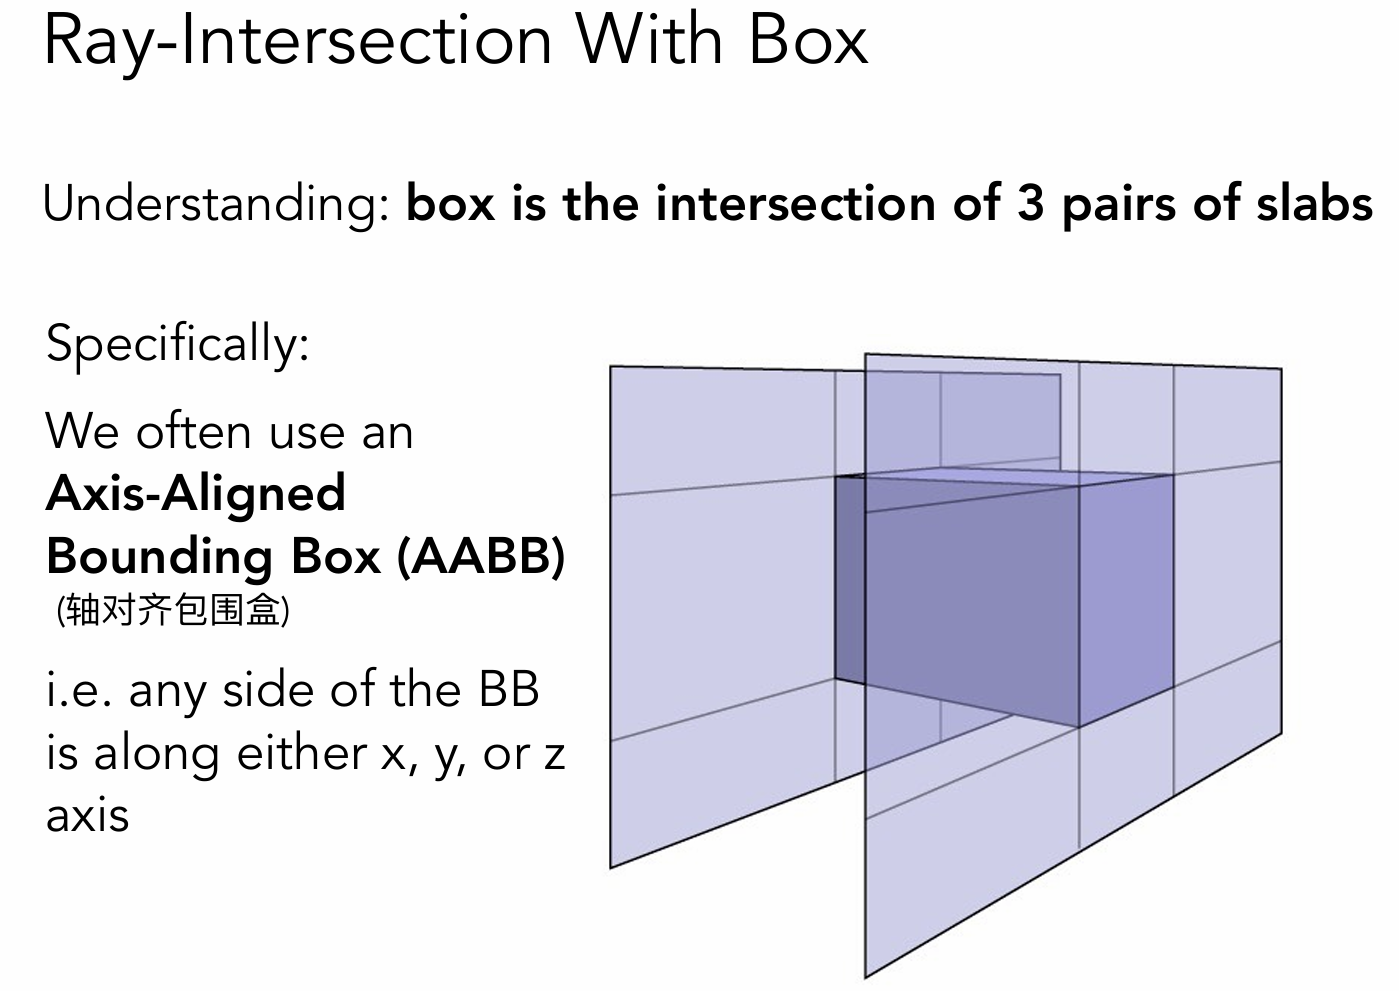 Ray-Intersection With Box
Understanding: box is the intersection of 3 pairs of slabs
Specifically:
We often use an
Axis-Aligned
Bounding Box (AABB)
(轴对齐包围盒)
i.e. any side of the BB
is along either x, y, or z
axis